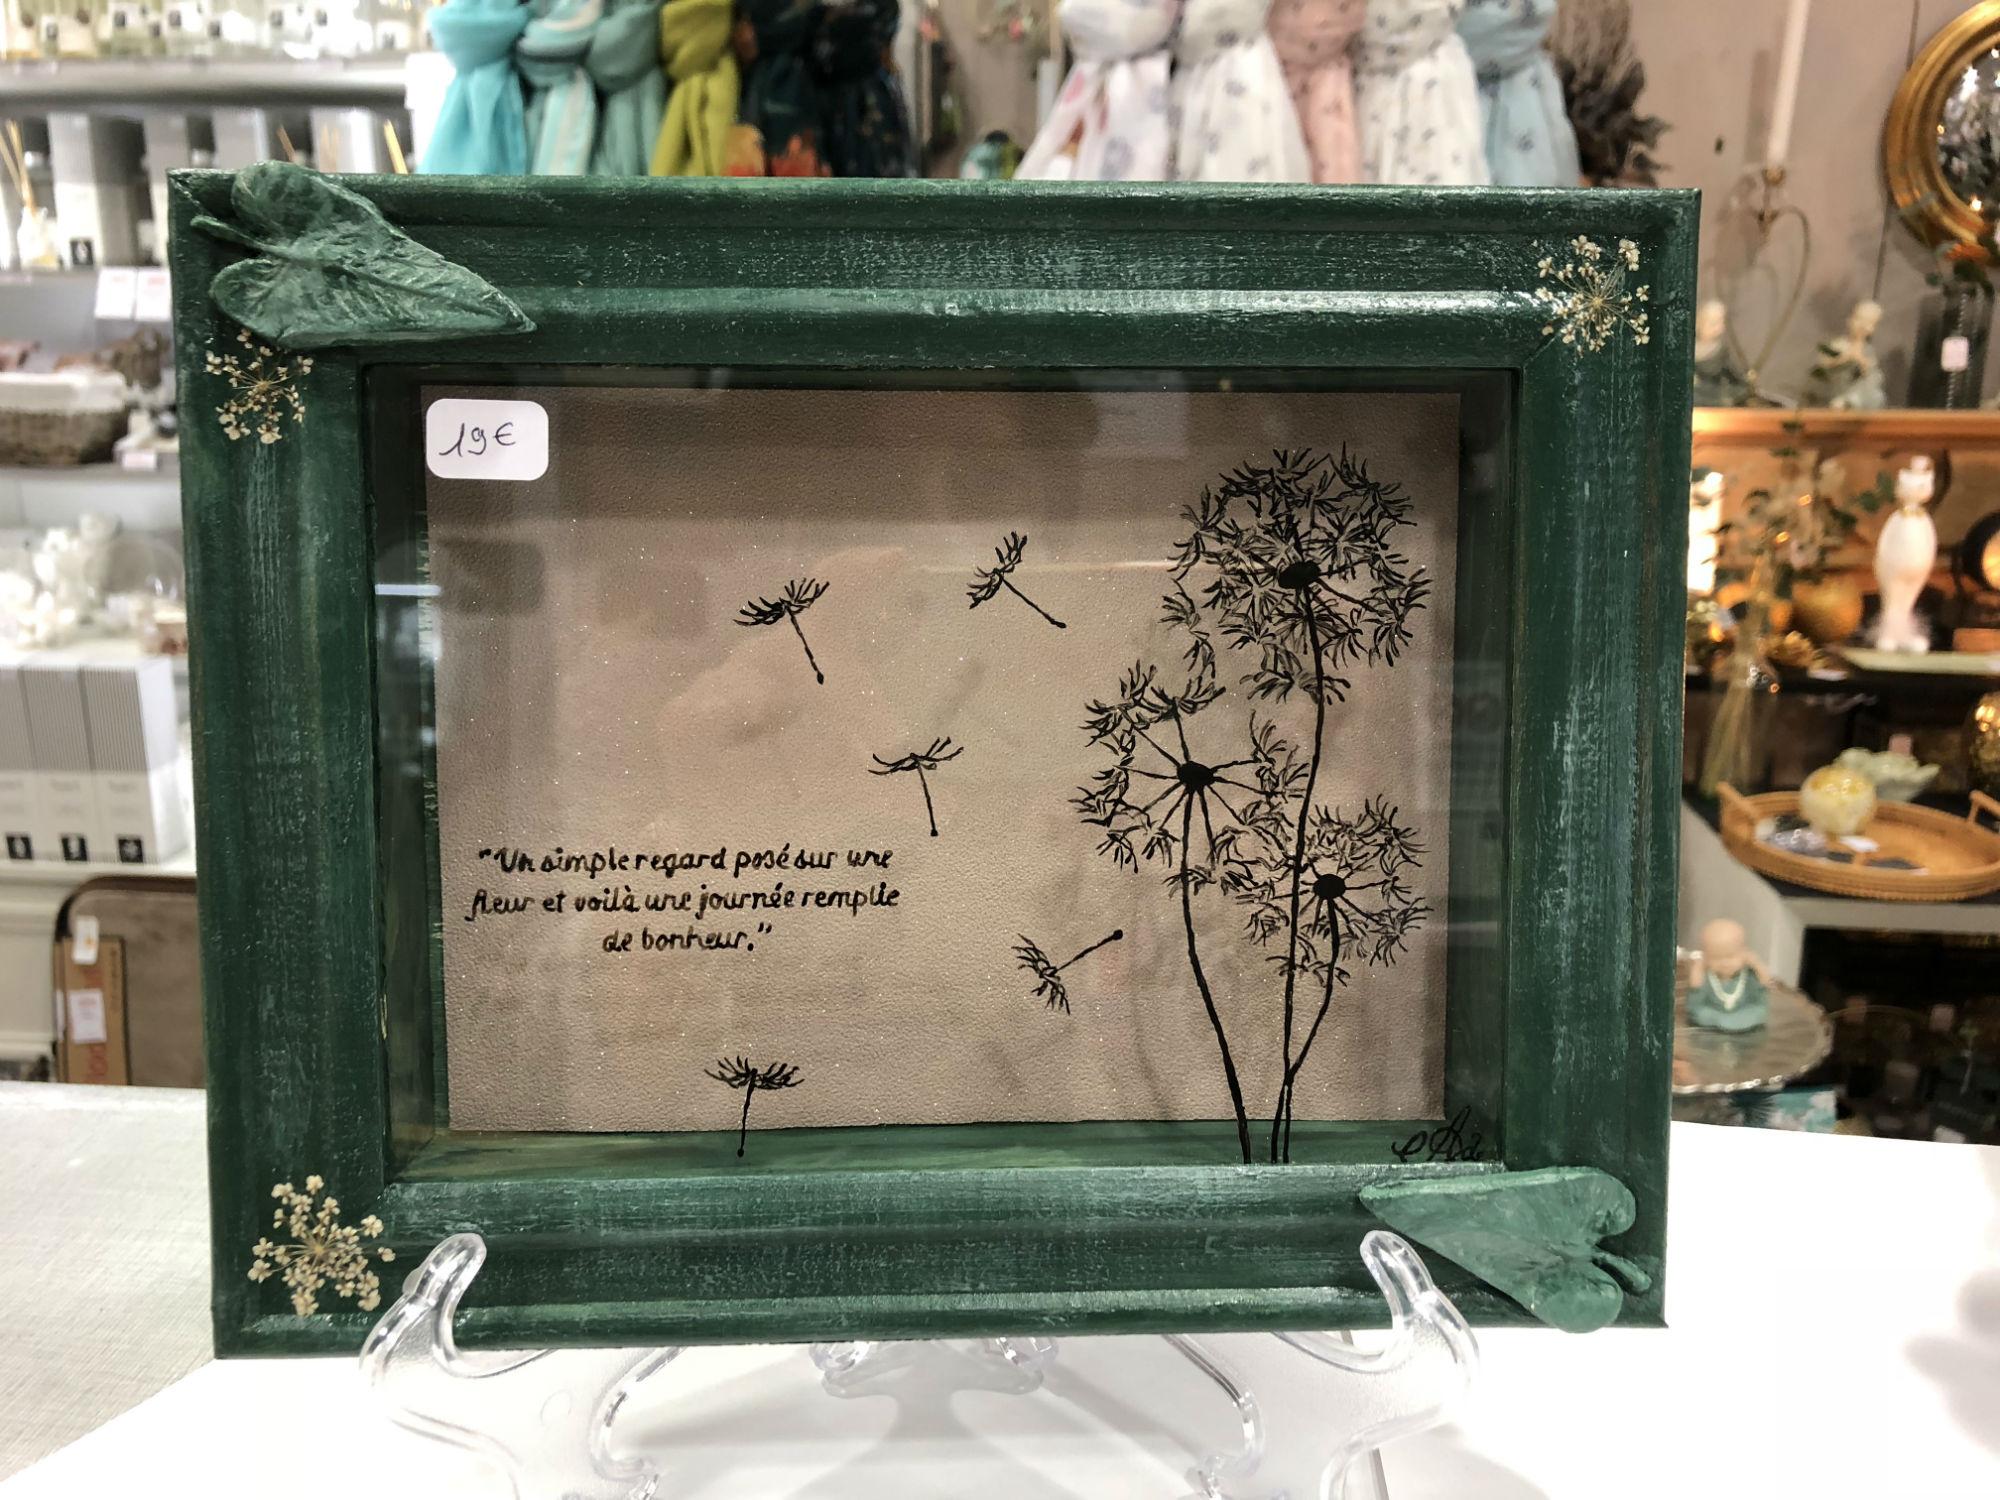 19€
"Un simple regard posé sur une
fleur et voilà une journée remplie
de bonheur."